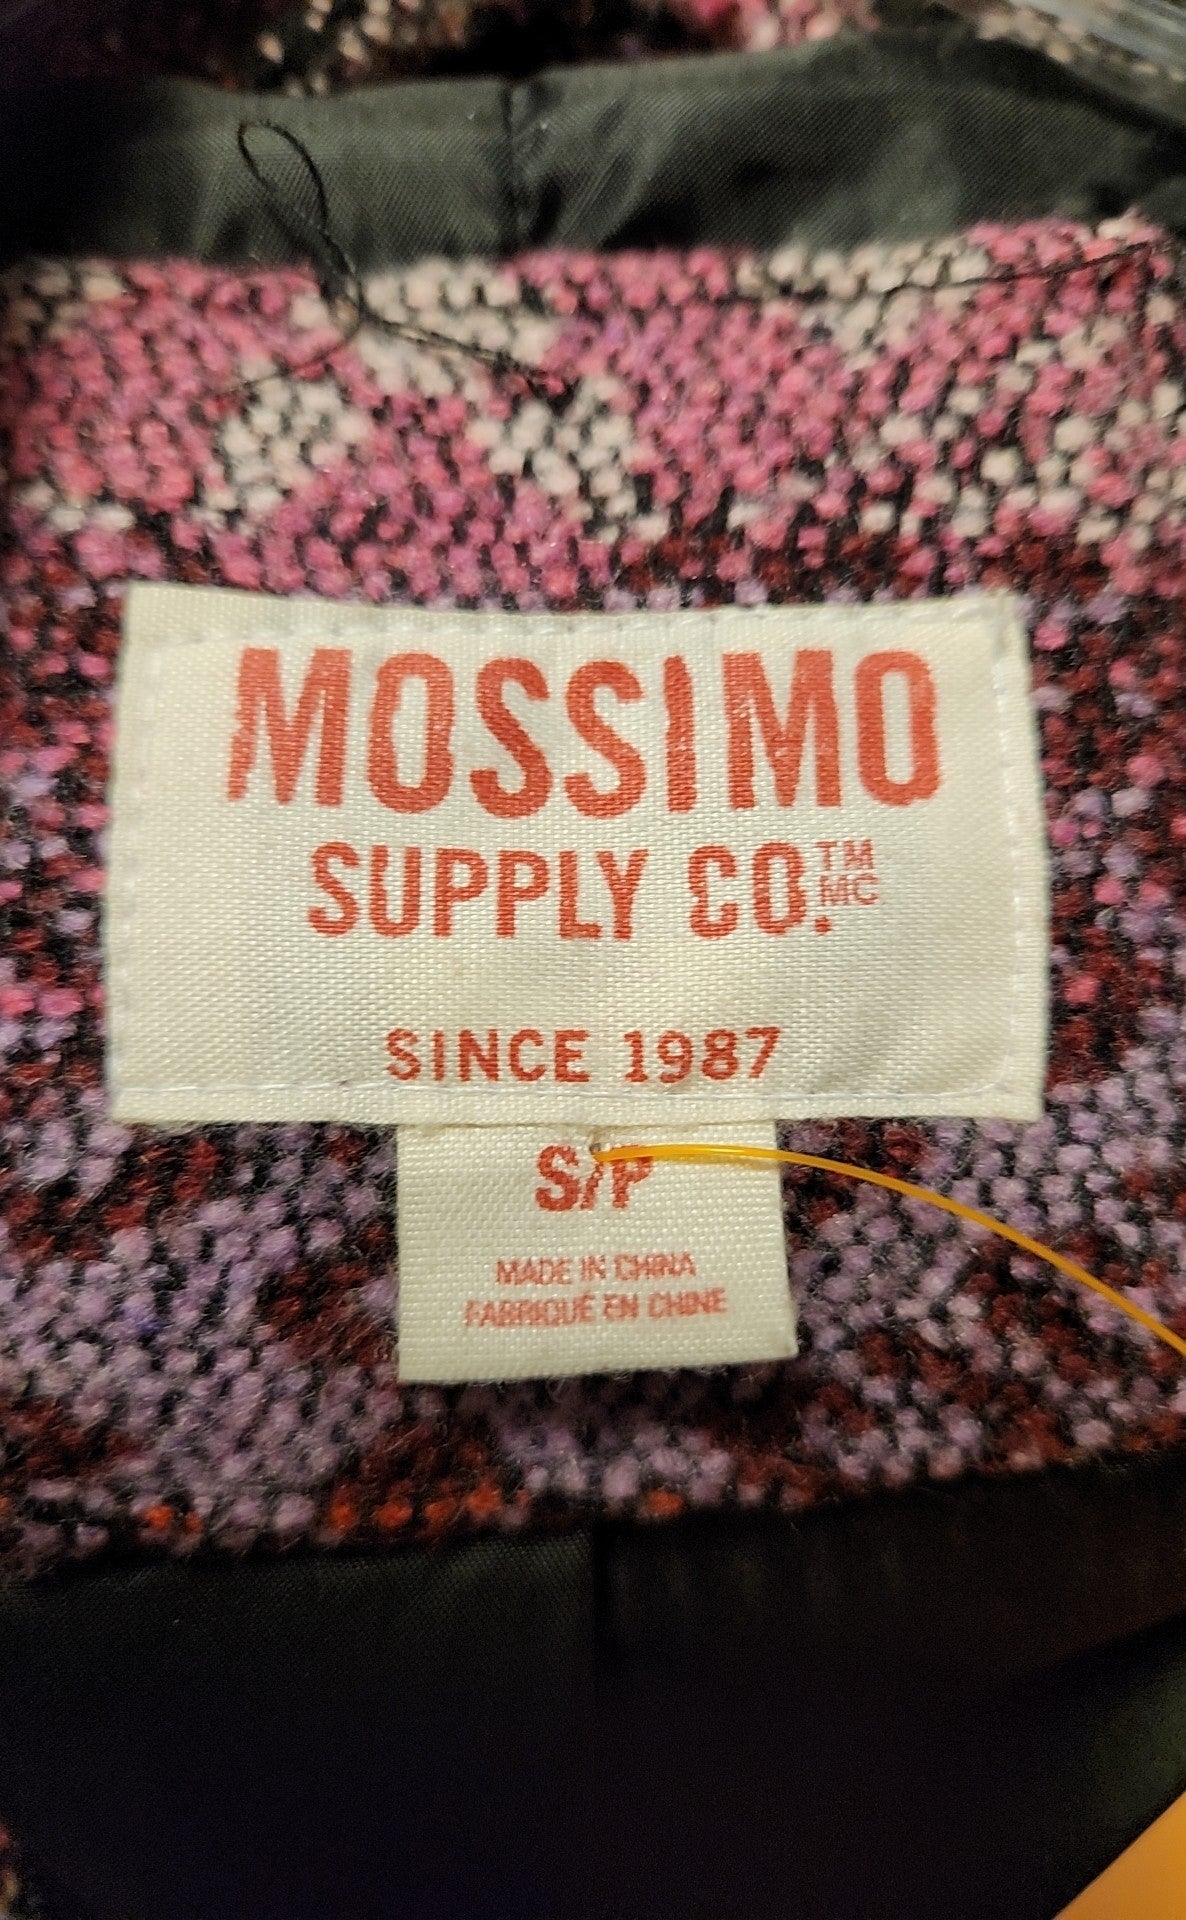 MOSSIMO
SUPPLY CO.™ MC
SINCE 1987
S/P
MADE IN CHINA
FABRIQUÉ EN CHINE